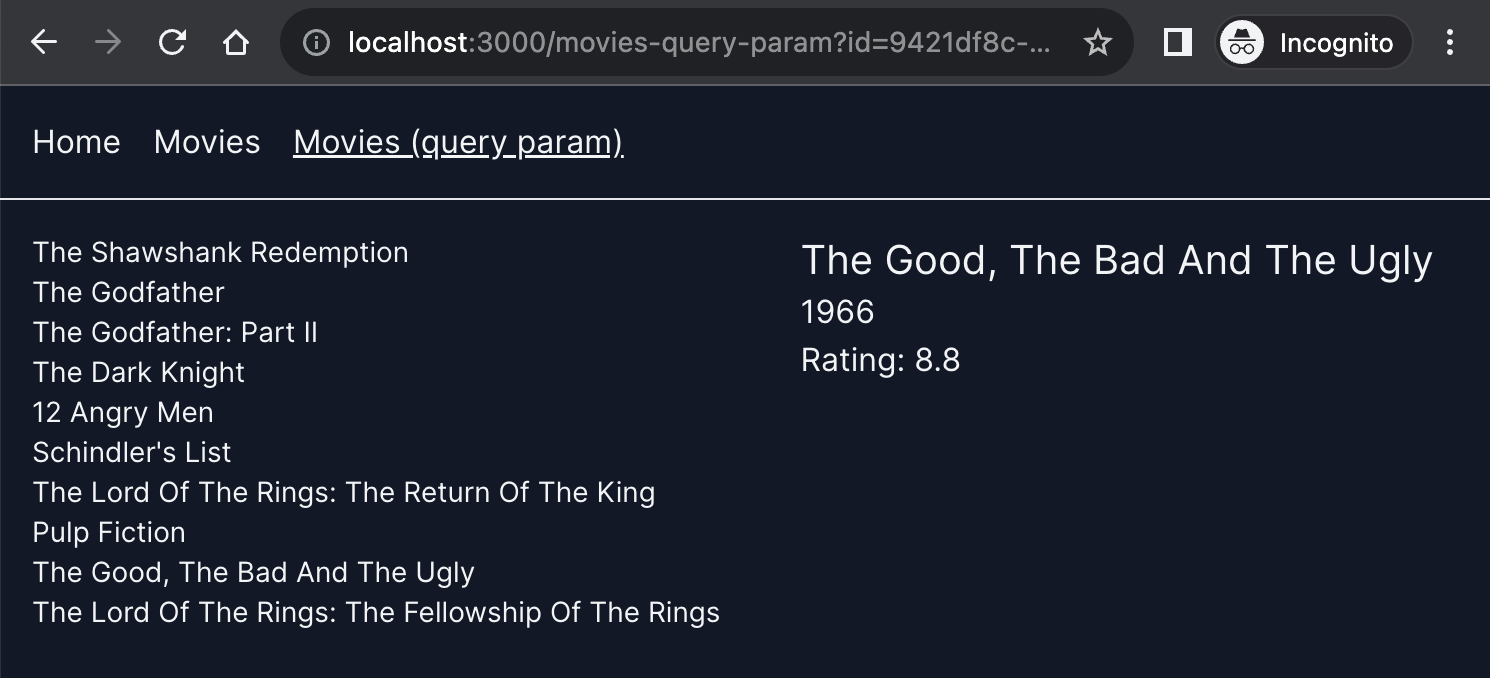 localhost:3000/movies-query-param?id=9421df8c-...
Incognito
Home Movies Movies (query param)
The Shawshank Redemption
The Godfather
The Godfather: Part II
The Dark Knight
12 Angry Men
Schindler's List
The Lord Of The Rings: The Return Of The King
Pulp Fiction
The Good, The Bad And The Ugly
The Lord Of The Rings: The Fellowship Of The Rings
The Good, The Bad And The Ugly
1966
Rating: 8.8